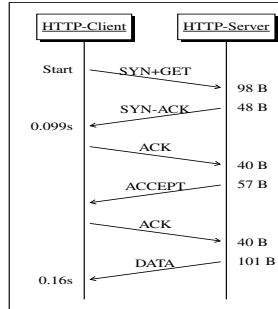 HTTP-Client HTTP-Server
Start
SYN+GET
98 B
SYN-ACK
48 B
0.099s
ACK
40 B
ACCEPT
57 B
ACK
40 B
DATA
101 B
0.16s